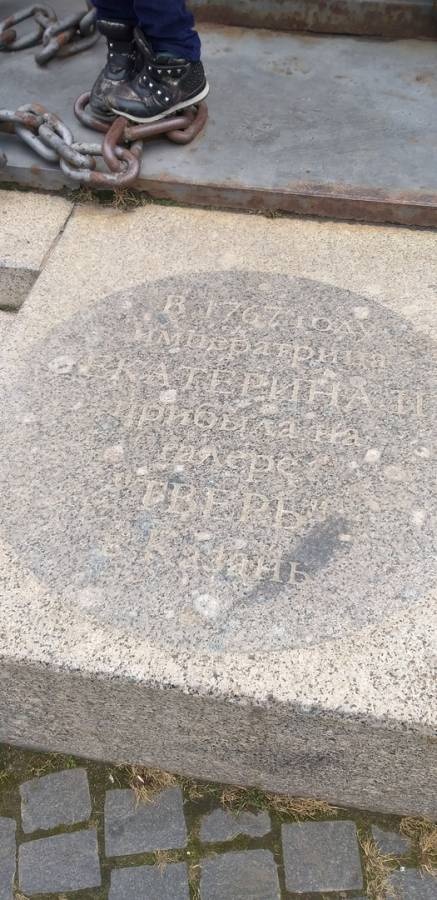 В 1767 году
императрица
ЕКАТЕРИНА II
прибыла на
галере
"ТВЕРЬ"
в Казань